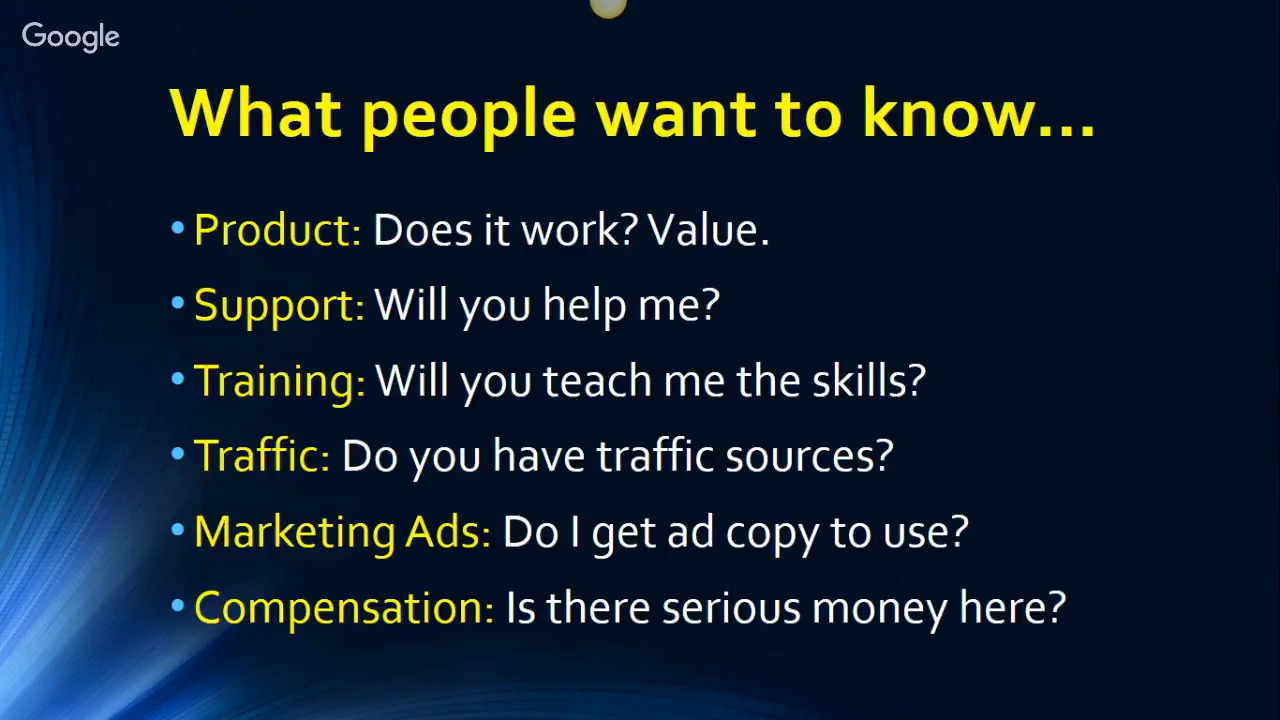 Google
What people want to know...
• Product: Does it work? Value.
• Support: Will you help me?
• Training: Will you teach me the skills?
• Traffic: Do you have traffic sources?
• Marketing Ads: Do I get ad copy to use?
• Compensation: Is there serious money here?